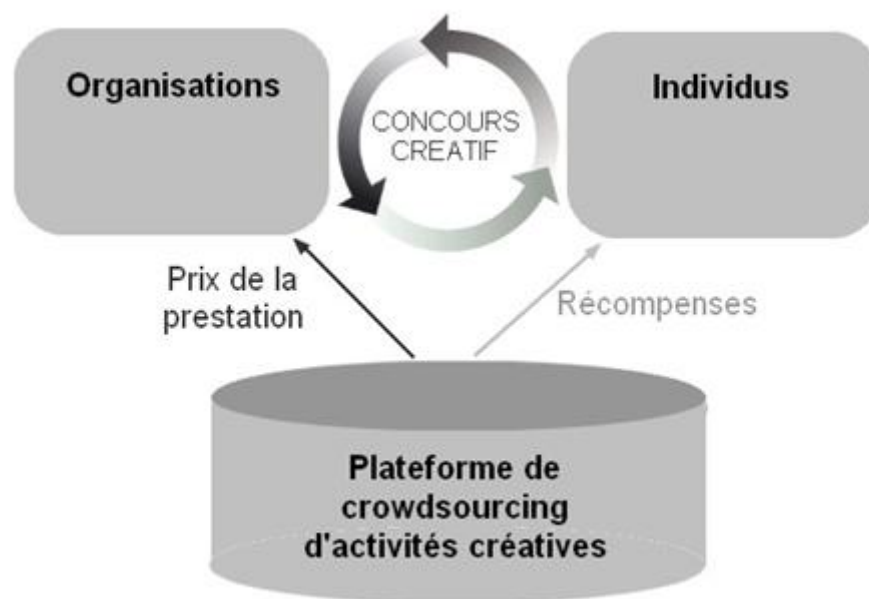 Organisations
CONCOURS
CREATIF
Individus
Prix de la
prestation
Récompenses
Plateforme de
crowdsourcing
d'activités créatives